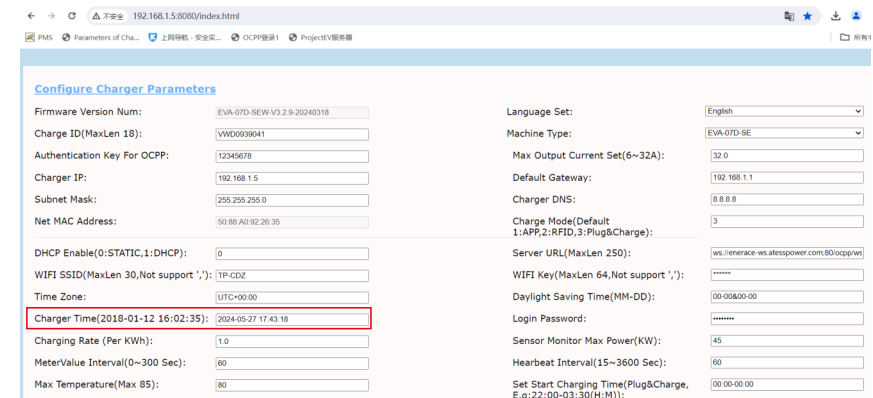 不安全 192.168.1.5:8080/index.html
PMS Parameters of Cha... 上网导航 - 安全实... OCPP登录1 ProjectEV服务器 所有
Configure Charger Parameters
Firmware Version Num: EVA-07D-SEW-V3.2.9-20240318 Language Set: English
Charge ID(MaxLen 18): VWD0939041 Machine Type: EVA-07D-SE
Authentication Key For OCPP: 12345678 Max Output Current Set(6~32A): 32.0
Charger IP: 192.168.1.5 Default Gateway: 192.168.1.1
Subnet Mask: 255.255.255.0 Charger DNS: 8.8.8.8
Net MAC Address: 50:88:A0:92:26:35 Charge Mode(Default 3
1:APP,2:RFID,3:Plug&Charge):
DHCP Enable(0:STATIC,1:DHCP): 0 Server URL(MaxLen 250): ws://enerace-ws.atesspower.com:80/ocpp/ws
WIFI SSID(MaxLen 30,Not support ','): TP-CDZ WIFI Key(MaxLen 64,Not support ','): ••••••
Time Zone: UTC+00:00 Daylight Saving Time(MM-DD): 00-00&00-00
Charger Time(2018-01-12 16:02:35): 2024-05-27 17:43:18 Login Password: ••••••••
Charging Rate (Per KWh): 1.0 Sensor Monitor Max Power(KW): 45
MeterValue Interval(0~300 Sec): 60 Hearbeat Interval(15~3600 Sec): 60
Max Temperature(Max 85): 80 Set Start Charging Time(Plug&Charge, 00:00-00:00
E.g:22:00-03:30(H:M)):